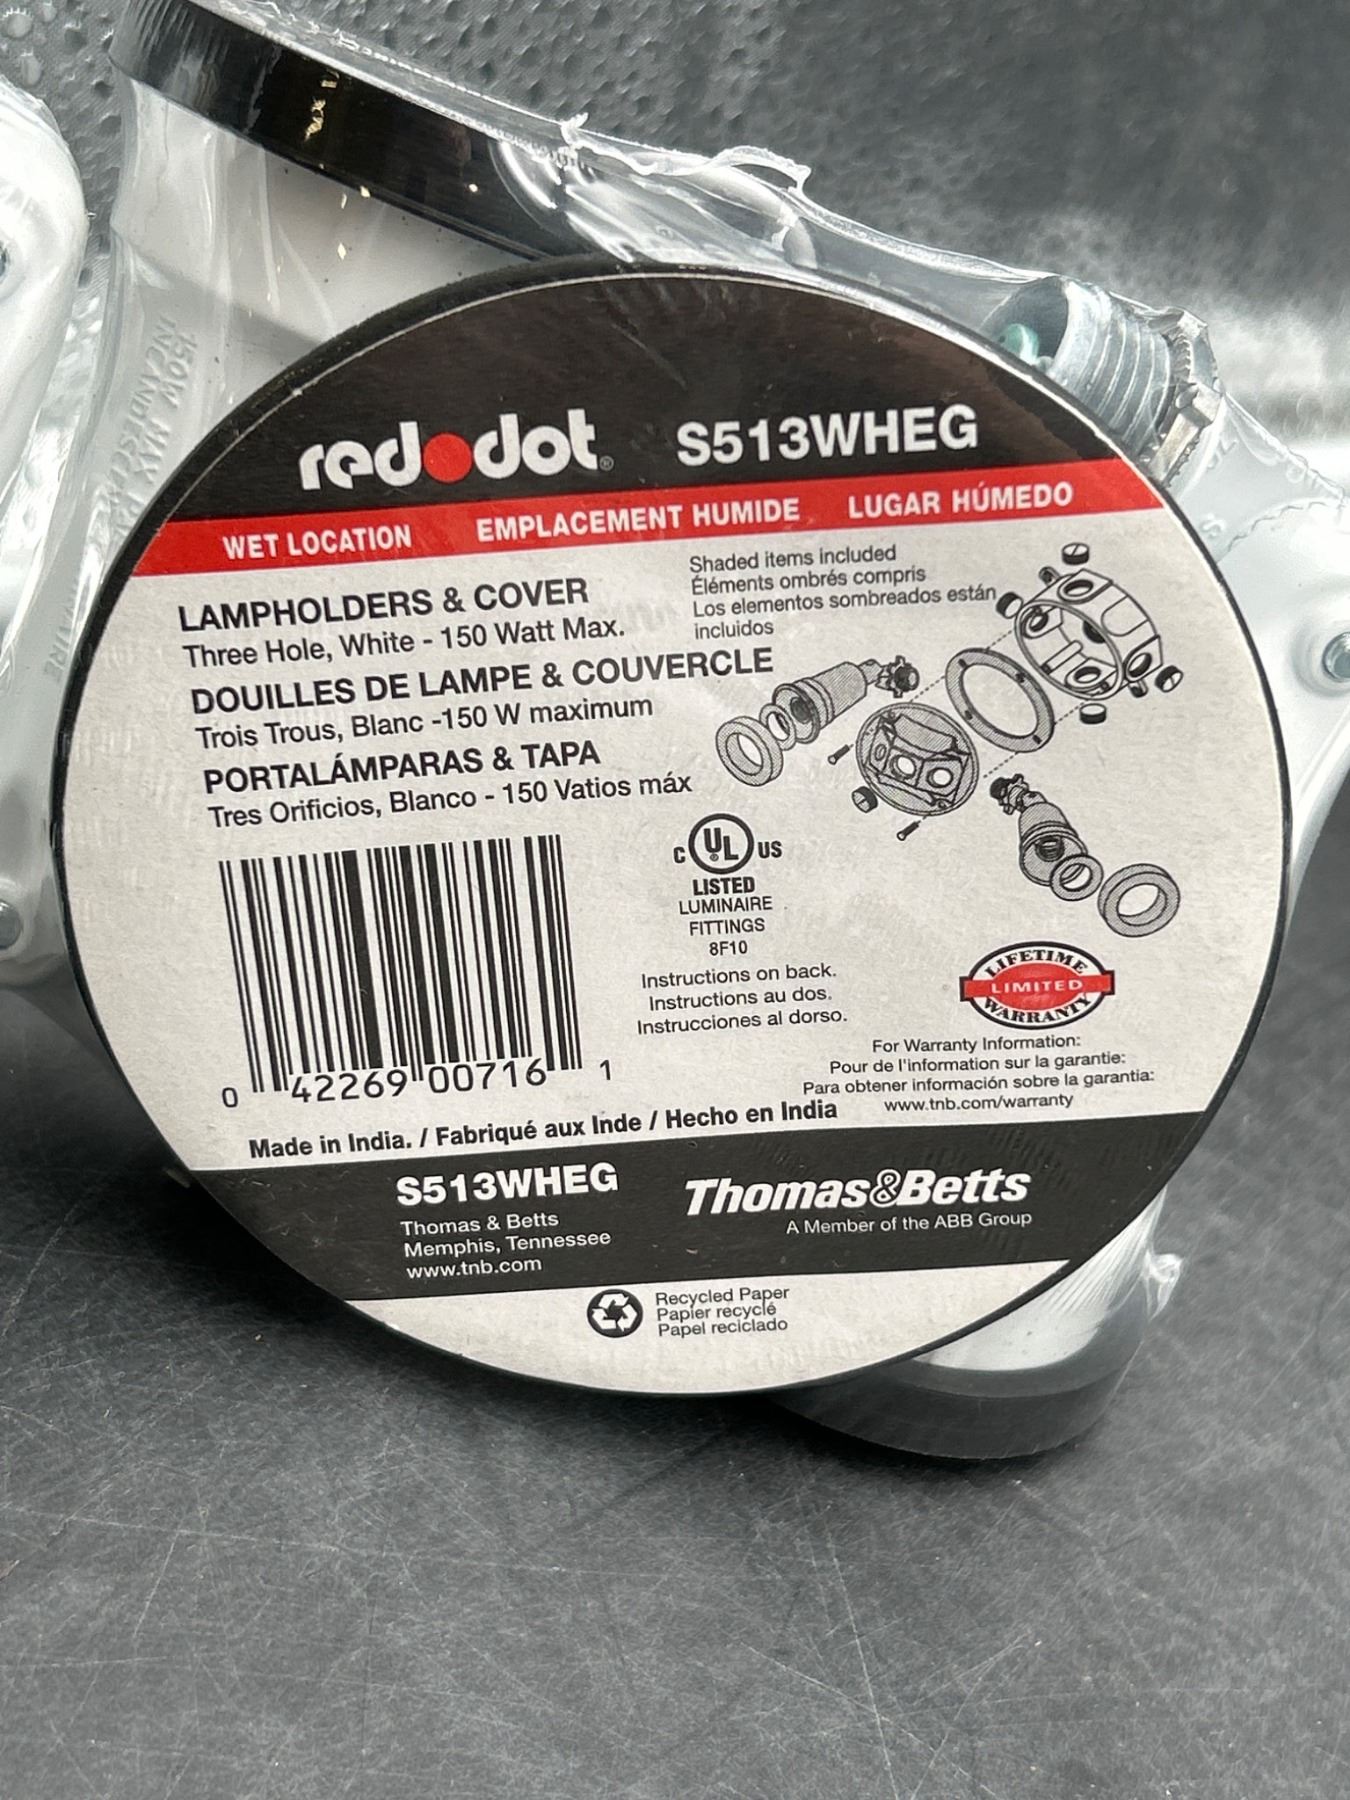 red•dot® S513WHEG
WET LOCATION EMPLACEMENT HUMIDE LUGAR HÚMEDO
LAMPHOLDERS & COVER
Three Hole, White - 150 Watt Max.
DOUILLES DE LAMPE & COUVERCLE
Trois Trous, Blanc -150 W maximum
PORTALÁMPARAS & TAPA
Tres Orificios, Blanco - 150 Vatios máx
Shaded items included
Éléments ombrés compris
Los elementos sombreados están
incluidos
C UL® US
LISTED
LUMINAIRE
FITTINGS
8F10
Instructions on back.
Instructions au dos.
Instrucciones al dorso.
LIFETIME
LIMITED
WARRANTY
For Warranty Information:
Pour de l'information sur la garantie:
Para obtener información sobre la garantia:
www.tnb.com/warranty
0 42269 00716 1
Made in India. / Fabriqué aux Inde / Hecho en India
S513WHEG
Thomas & Betts
Memphis, Tennessee
www.tnb.com
Thomas&Betts
A Member of the ABB Group
Recycled Paper
Papier recyclé
Papel reciclado
150W MAX